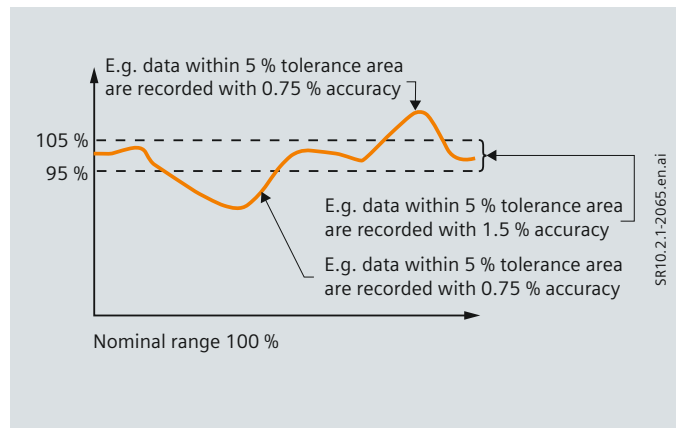 E.g. data within 5 % tolerance area
are recorded with 0.75 % accuracy
105 %
95 %
E.g. data within 5 % tolerance area
are recorded with 1.5 % accuracy
E.g. data within 5 % tolerance area
are recorded with 0.75 % accuracy
Nominal range 100 %
SR10.2.1-2065.en.ai